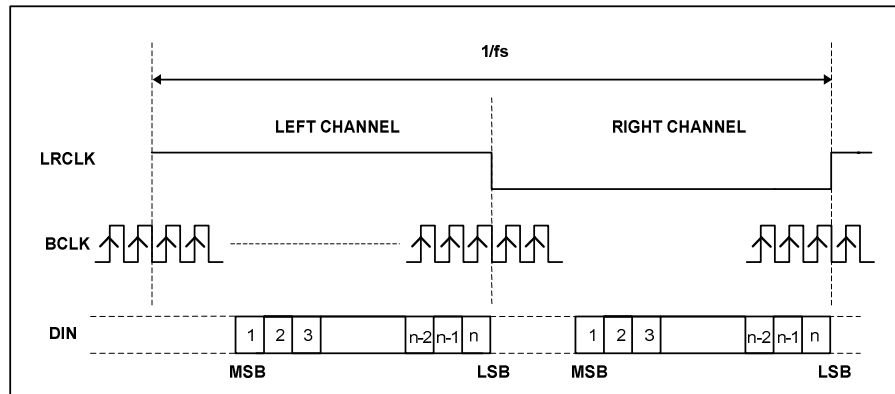 1/fs
LEFT CHANNEL RIGHT CHANNEL
LRCLK
BCLK
DIN 1 2 3 n-2 n-1 n 1 2 3 n-2 n-1 n
MSB LSB MSB LSB